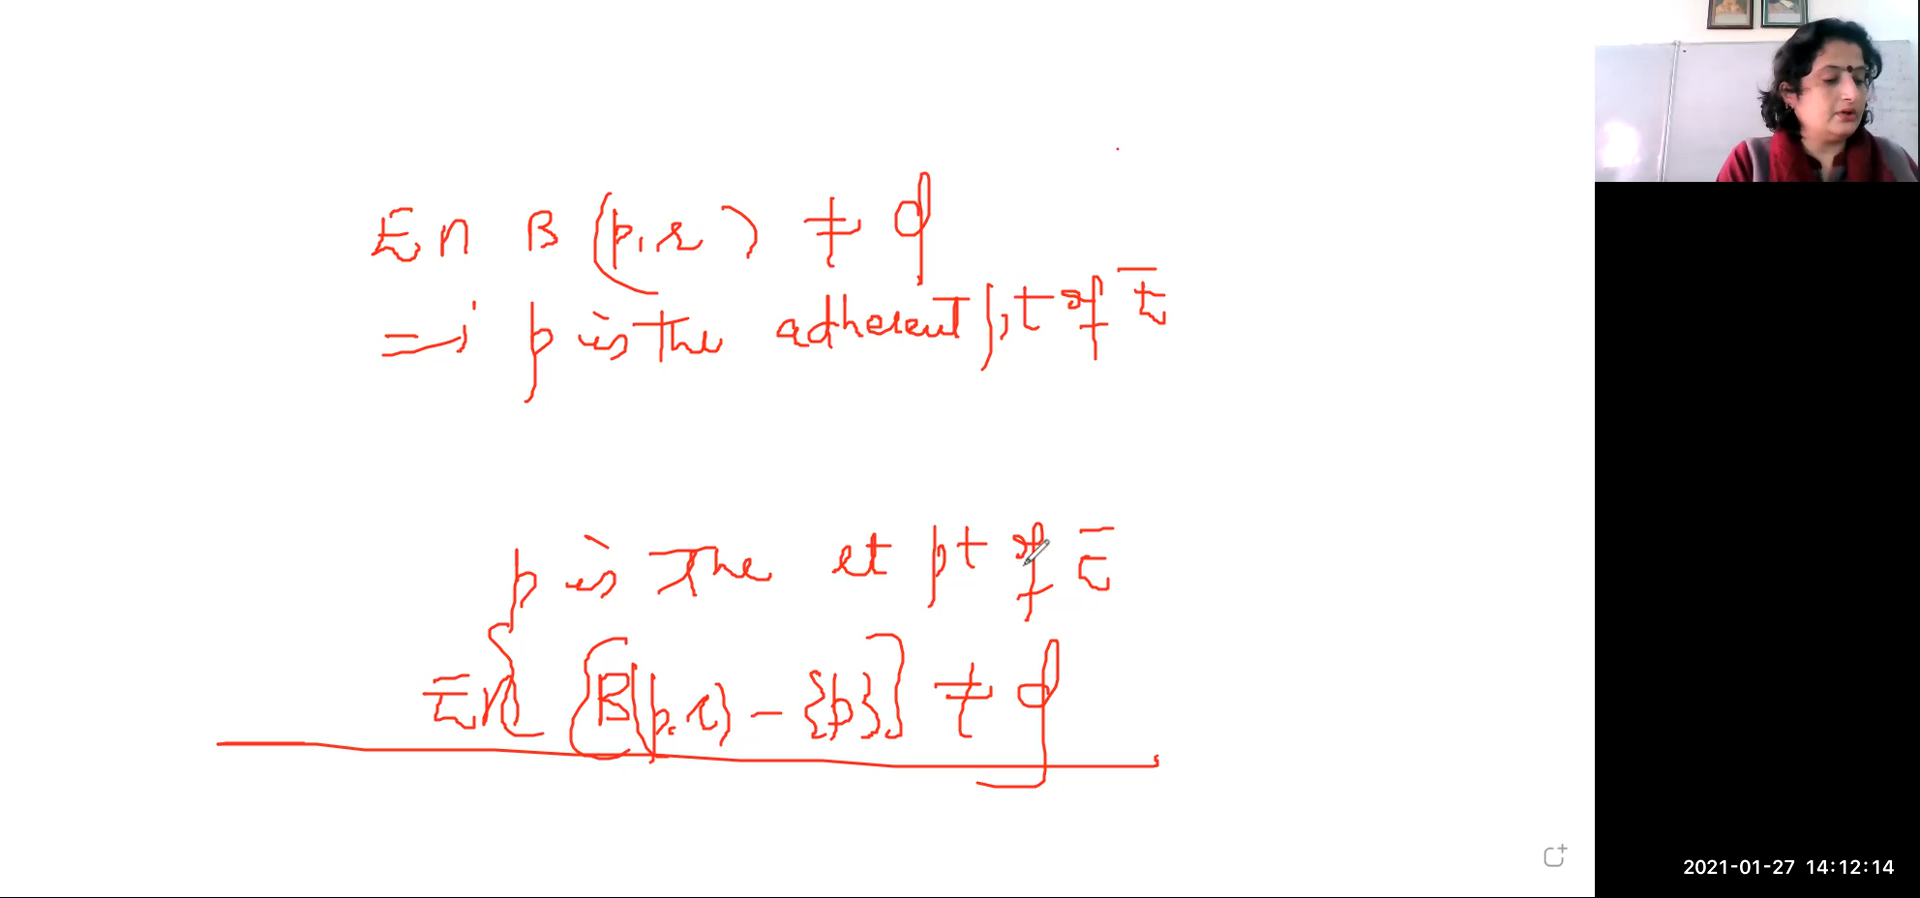 E ∩ B (p, r) ≠ φ
=> p is the adherent pt of E̅
p is the lt pt of E̅
E ∩ [B(p, r) - {p}] ≠ φ
2021-01-27 14:12:14